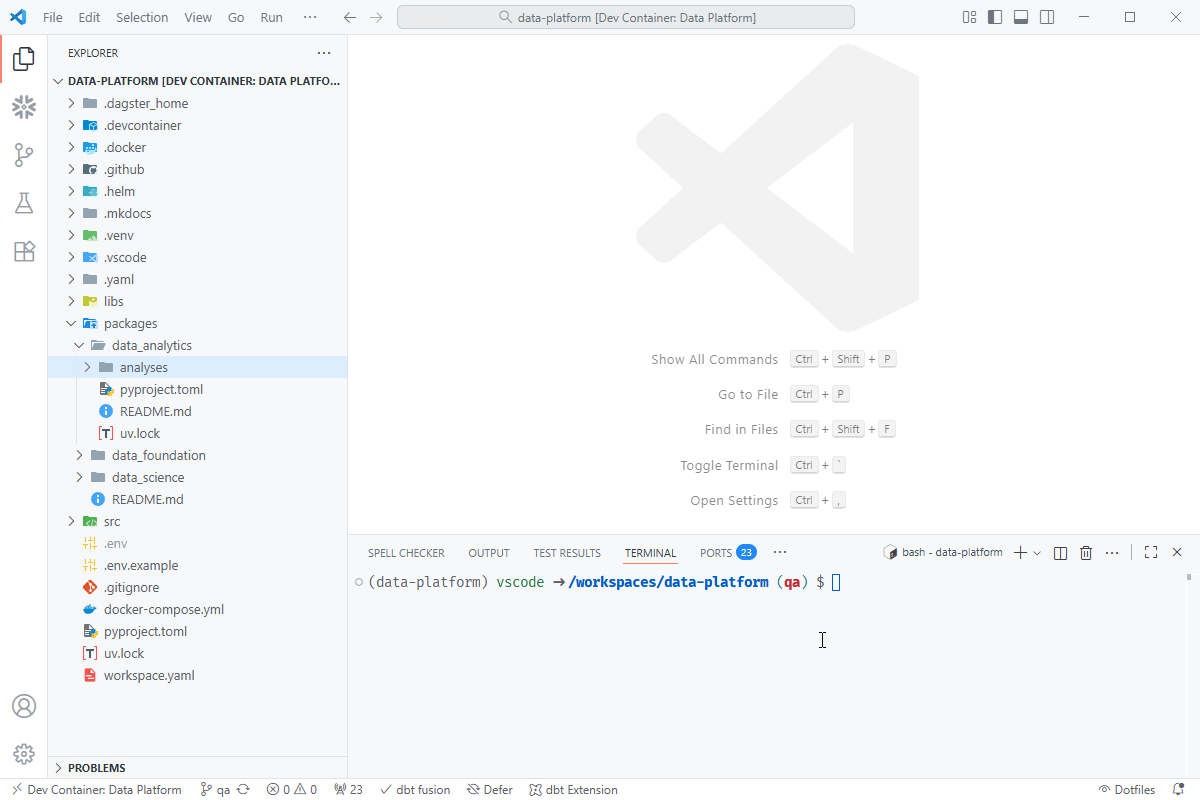 File Edit Selection View Go Run ··· data-platform [Dev Container: Data Platform]
EXPLORER ···
DATA-PLATFORM [DEV CONTAINER: DATA PLATFO...
.dagster_home
.devcontainer
.docker
.github
.helm
.mkdocs
.venv
.vscode
.yaml
libs
packages
data_analytics
analyses
pyproject.toml
README.md
uv.lock
data_foundation
data_science
README.md
src
.env
.env.example
.gitignore
docker-compose.yml
pyproject.toml
uv.lock
workspace.yaml
PROBLEMS
Show All Commands Ctrl + Shift + P
Go to File Ctrl + P
Find in Files Ctrl + Shift + F
Toggle Terminal Ctrl + `
Open Settings Ctrl + ,
SPELL CHECKER OUTPUT TEST RESULTS TERMINAL PORTS 23 ··· bash - data-platform ···
(data-platform) vscode ➜/workspaces/data-platform (qa) $
Dev Container: Data Platform qa 0 0 23 dbt fusion Defer dbt Extension Dotfiles